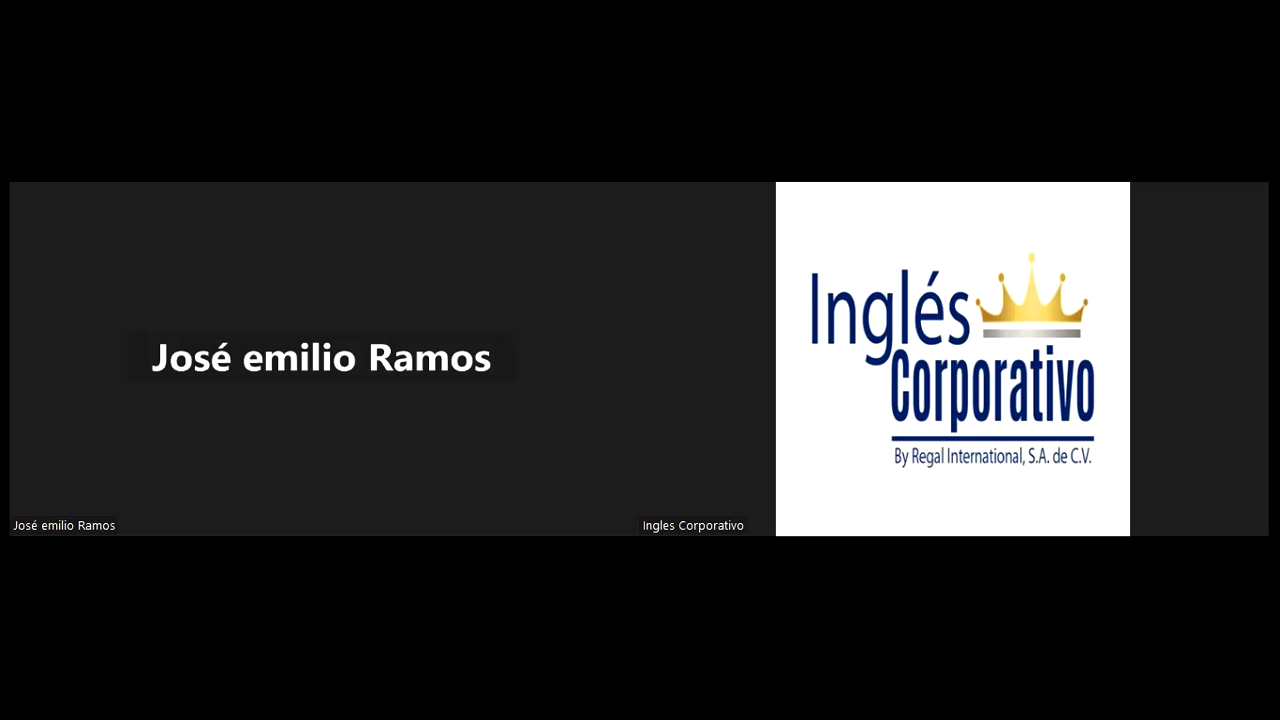 José emilio Ramos
José emilio Ramos
Inglés
Corporativo
By Regal International, S.A. de C.V.
Ingles Corporativo